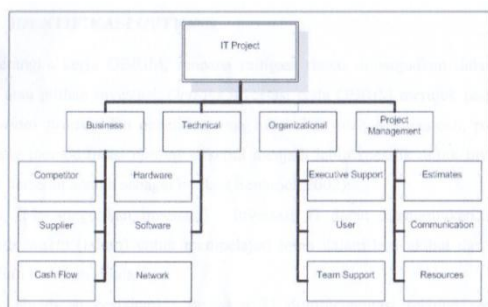 IT Project
Business
Technical
Organizational
Project
Management
Competitor
Hardware
Executive Support
Estimates
Supplier
Software
User
Communication
Cash Flow
Network
Team Support
Resources